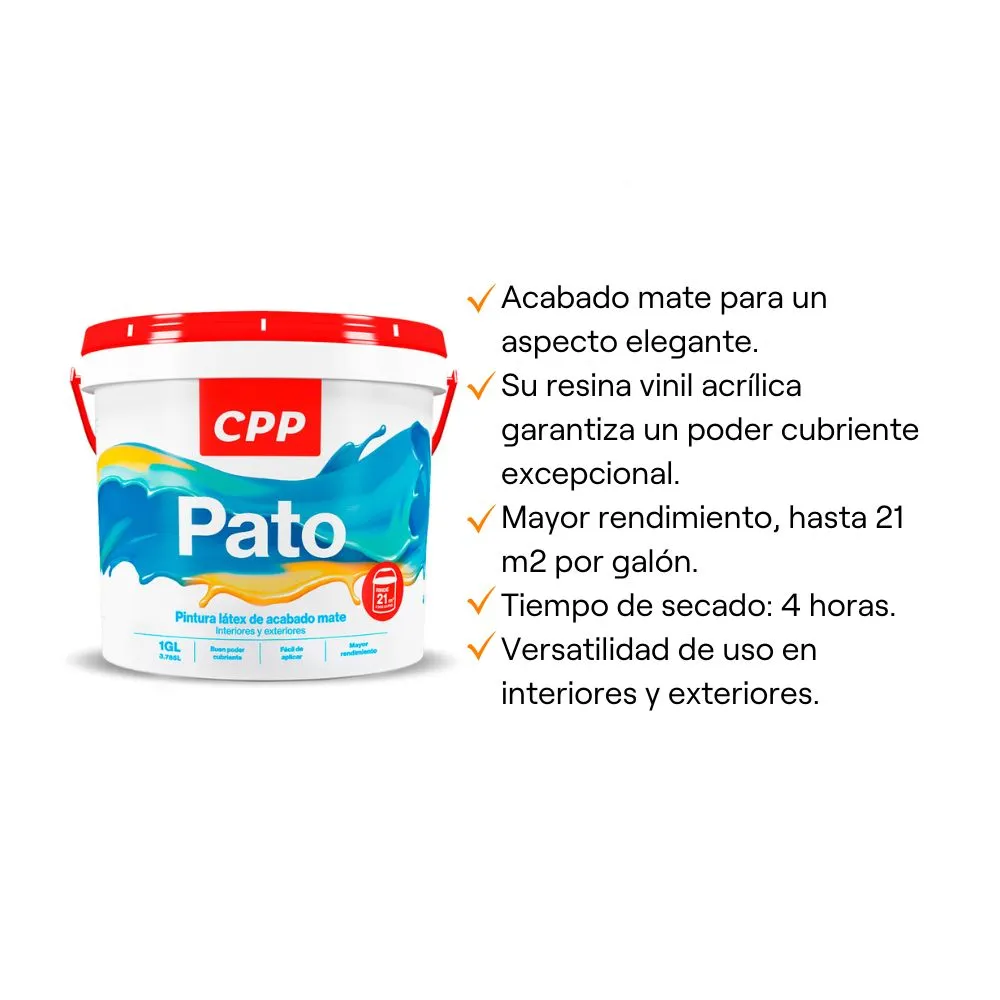 CPP
Pato
RINDE
21 m²
Pintura látex de acabado mate
Interiores y exteriores
1GL
3.785L
Buen poder
cubriente
Fácil de
aplicar
Mayor
rendimiento
Acabado mate para un
aspecto elegante.
Su resina vinil acrílica
garantiza un poder cubriente
excepcional.
Mayor rendimiento, hasta 21
m2 por galón.
Tiempo de secado: 4 horas.
Versatilidad de uso en
interiores y exteriores.